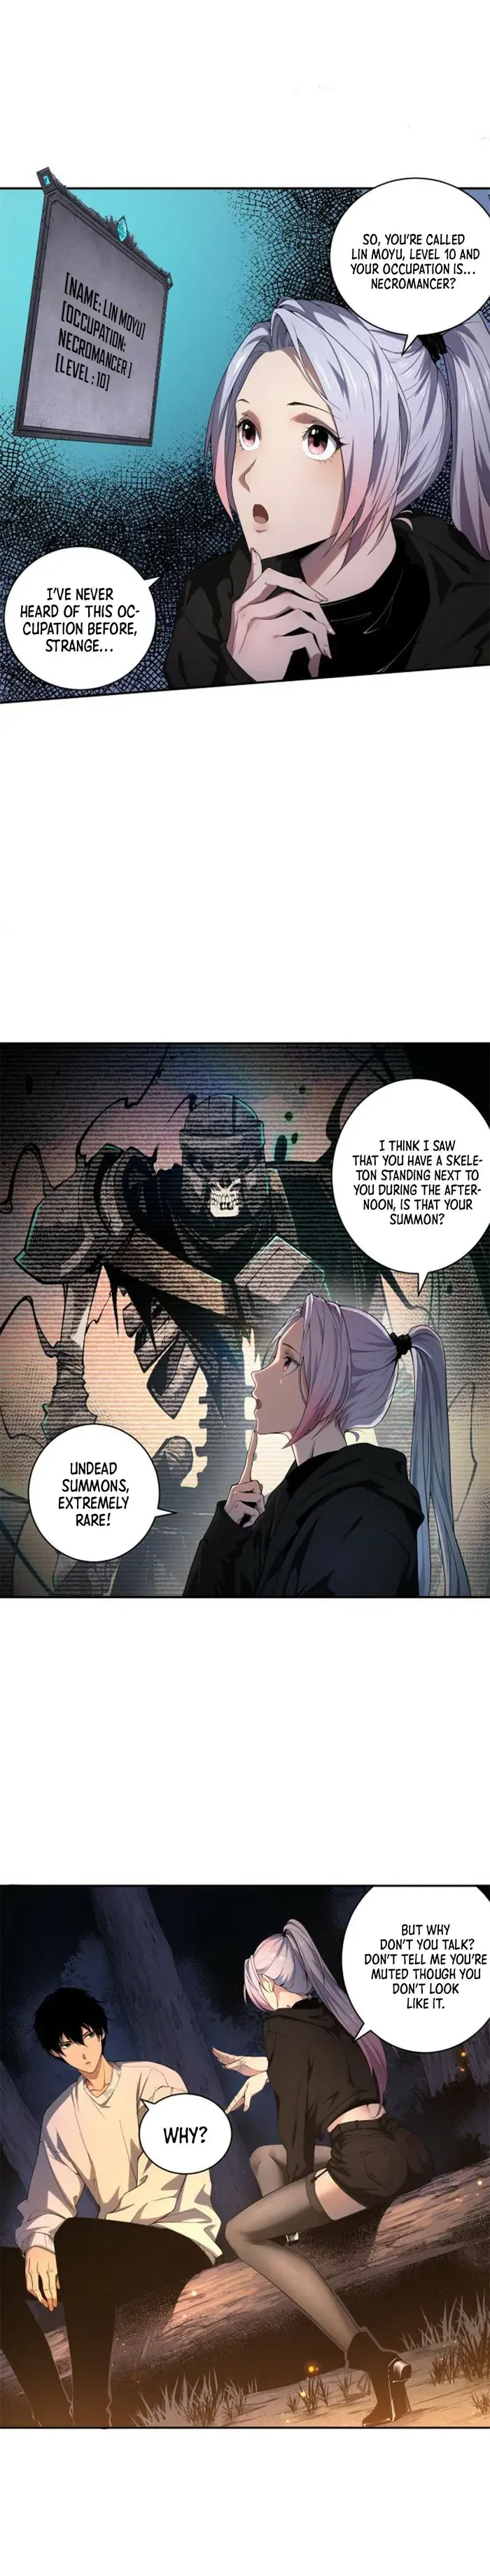 SO, YOU'RE CALLED
LIN MOYU, LEVEL 10 AND
YOUR OCCUPATION IS...
NECROMANCER?
[NAME: LIN MOYU]
[OCCUPATION:
NECROMANCER]
[LEVEL : 10]
I'VE NEVER
HEARD OF THIS OC-
CUPATION BEFORE,
STRANGE...
I THINK I SAW
THAT YOU HAVE A SKELE-
TON STANDING NEXT TO
YOU DURING THE AFTER-
NOON, IS THAT YOUR
SUMMON?
UNDEAD
SUMMONS,
EXTREMELY
RARE!
BUT WHY
DON'T YOU TALK?
DON'T TELL ME YOU'RE
MUTED THOUGH YOU
DON'T LOOK
LIKE IT.
WHY?